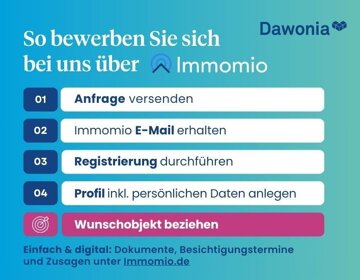 Dawonia
So bewerben Sie sich
bei uns über Immomio
01 Anfrage versenden
02 Immomio E-Mail erhalten
03 Registrierung durchführen
04 Profil inkl. persönlichen Daten anlegen
Wunschobjekt beziehen
Einfach & digital: Dokumente, Besichtigungstermine
und Zusagen unter Immomio.de